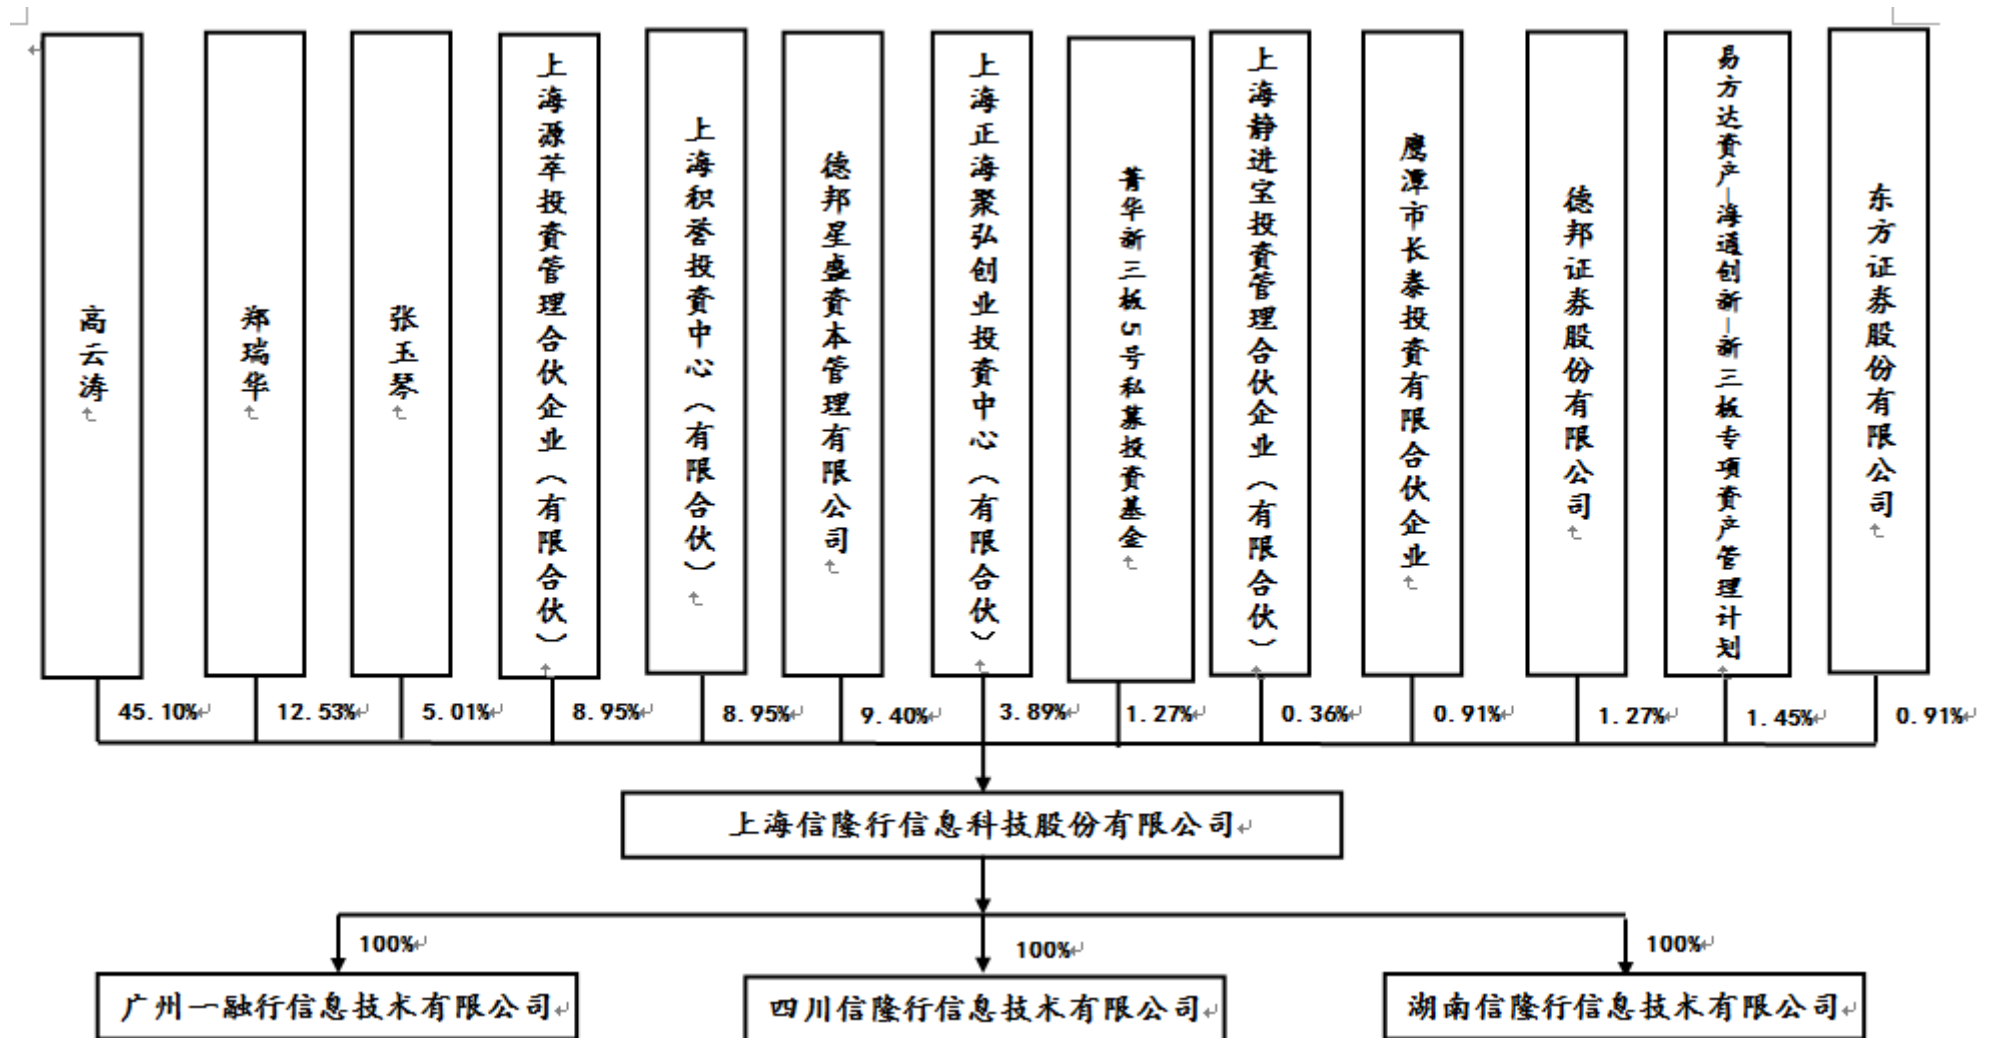 高云涛
郑瑞华
张玉琴
上海源萃投资管理合伙企业（有限合伙）
上海积誉投资中心（有限合伙）
德邦星盛资本管理有限公司
上海正海聚弘创业投资中心（有限合伙）
菁华新三板5号私募投资基金
上海静进宝投资管理合伙企业（有限合伙）
鹰潭市长泰投资有限合伙企业
德邦证券股份有限公司
易方达资产—海通创新—新三板专项资产管理计划
东方证券股份有限公司
45.10%
12.53%
5.01%
8.95%
8.95%
9.40%
3.89%
1.27%
0.36%
0.91%
1.27%
1.45%
0.91%
上海信隆行信息科技股份有限公司
100%
100%
100%
广州一融行信息技术有限公司
四川信隆行信息技术有限公司
湖南信隆行信息技术有限公司